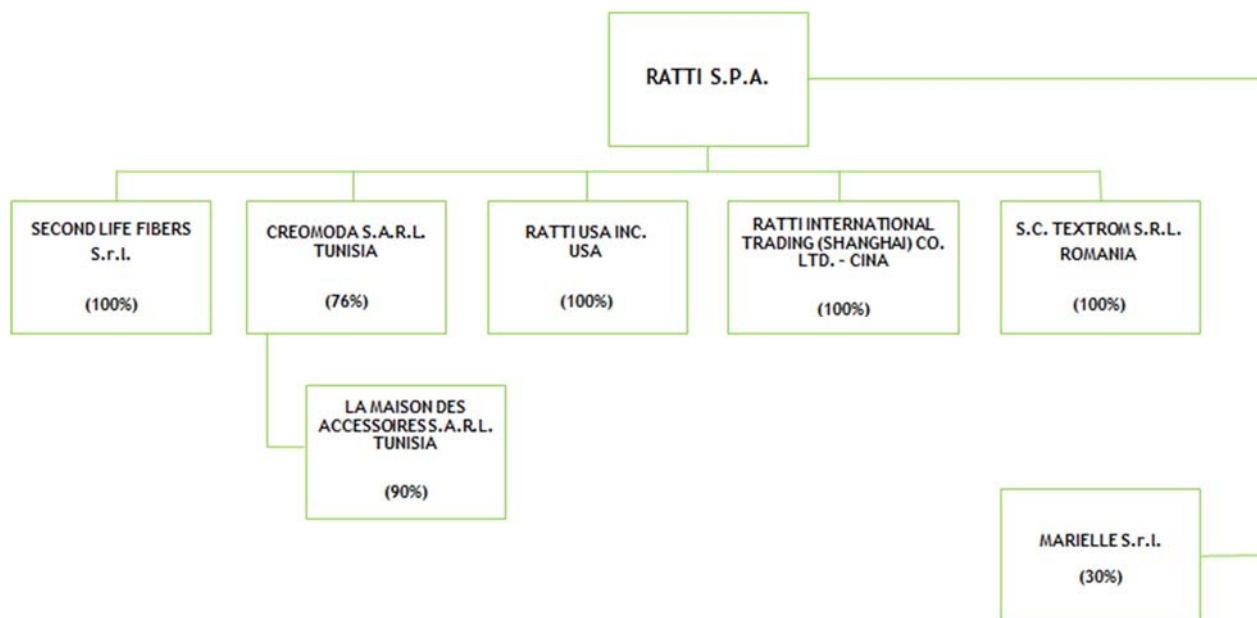 RATTI S.P.A.
SECOND LIFE FIBERS
S.r.l.
(100%)
CREOMODA S.A.R.L.
TUNISIA
(76%)
RATTI USA INC.
USA
(100%)
RATTI INTERNATIONAL
TRADING (SHANGHAI) CO.
LTD. - CINA
(100%)
S.C. TEXTROM S.R.L.
ROMANIA
(100%)
LA MAISON DES
ACCESSOIRES S.A.R.L.
TUNISIA
(90%)
MARIELLE S.r.l.
(30%)